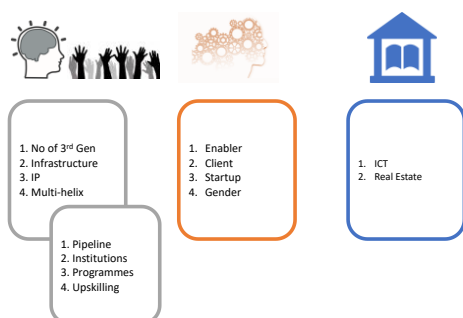 1. No of 3rd Gen
2. Infrastructure
3. IP
4. Multi-helix
1. Pipeline
2. Institutions
3. Programmes
4. Upskilling
1. Enabler
2. Client
3. Startup
4. Gender
1. ICT
2. Real Estate